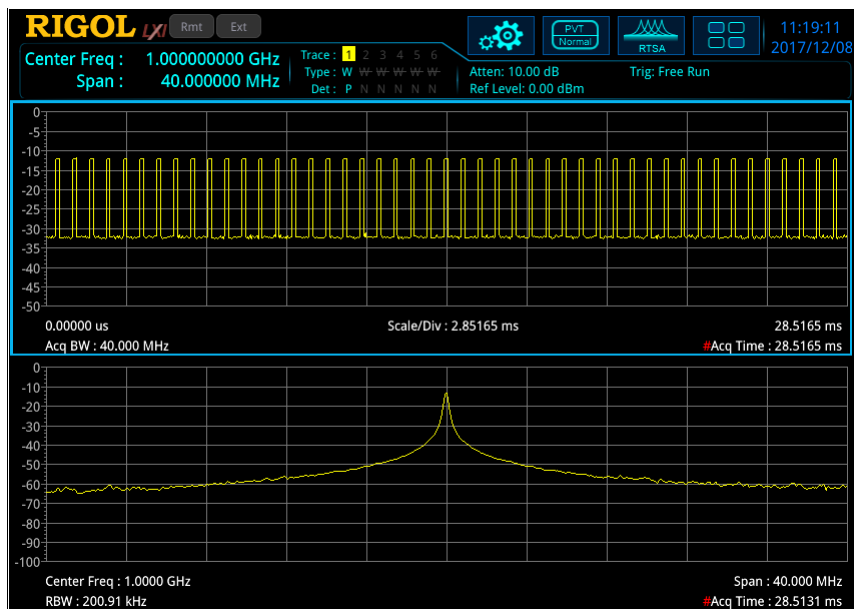 RIGOL LXI Rmt Ext
PVT
Normal
RTSA
11:19:11
2017/12/08
Center Freq : 1.000000000 GHz
Span : 40.000000 MHz
Trace : 1 2 3 4 5 6
Type : W W W W W W
Det : P N N N N N
Atten: 10.00 dB
Ref Level: 0.00 dBm
Trig: Free Run
0
-5
-10
-15
-20
-25
-30
-35
-40
-45
-50
0.00000 us Scale/Div : 2.85165 ms 28.5165 ms
Acq BW : 40.000 MHz #Acq Time : 28.5165 ms
0
-10
-20
-30
-40
-50
-60
-70
-80
-90
-100
Center Freq : 1.0000 GHz Span : 40.000 MHz
RBW : 200.91 kHz #Acq Time : 28.5131 ms